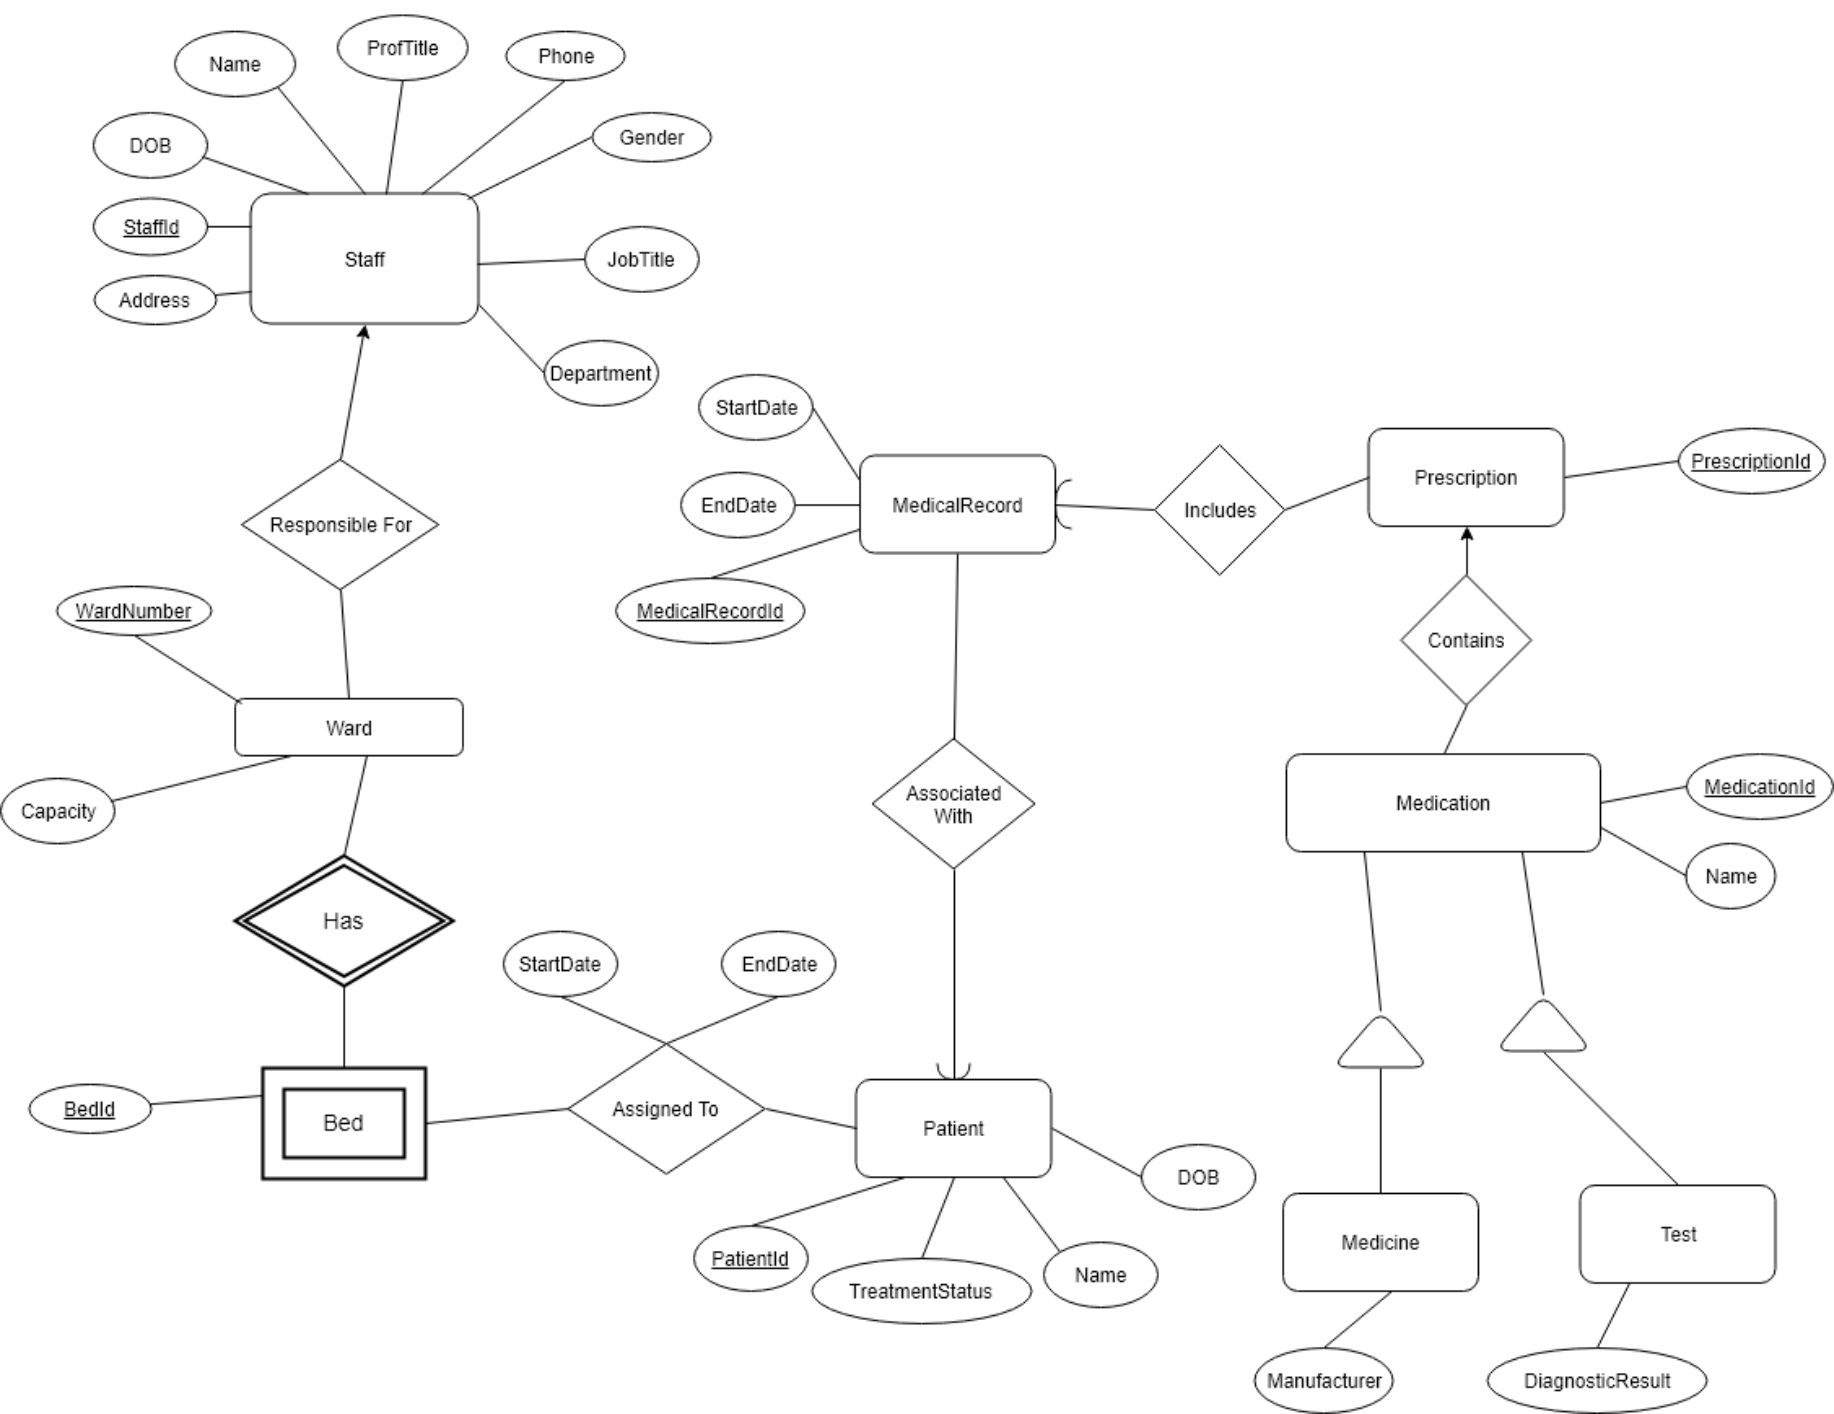 ProfTitle
Name
Phone
DOB
Gender
StaffId
Staff
JobTitle
Address
Department
StartDate
PrescriptionId
Prescription
EndDate
MedicalRecord
Includes
Responsible For
WardNumber
MedicalRecordId
Contains
Ward
MedicationId
Associated
With
Medication
Capacity
Name
Has
StartDate
EndDate
BedId
Bed
Assigned To
Patient
DOB
PatientId
TreatmentStatus
Name
Medicine
Test
Manufacturer
DiagnosticResult